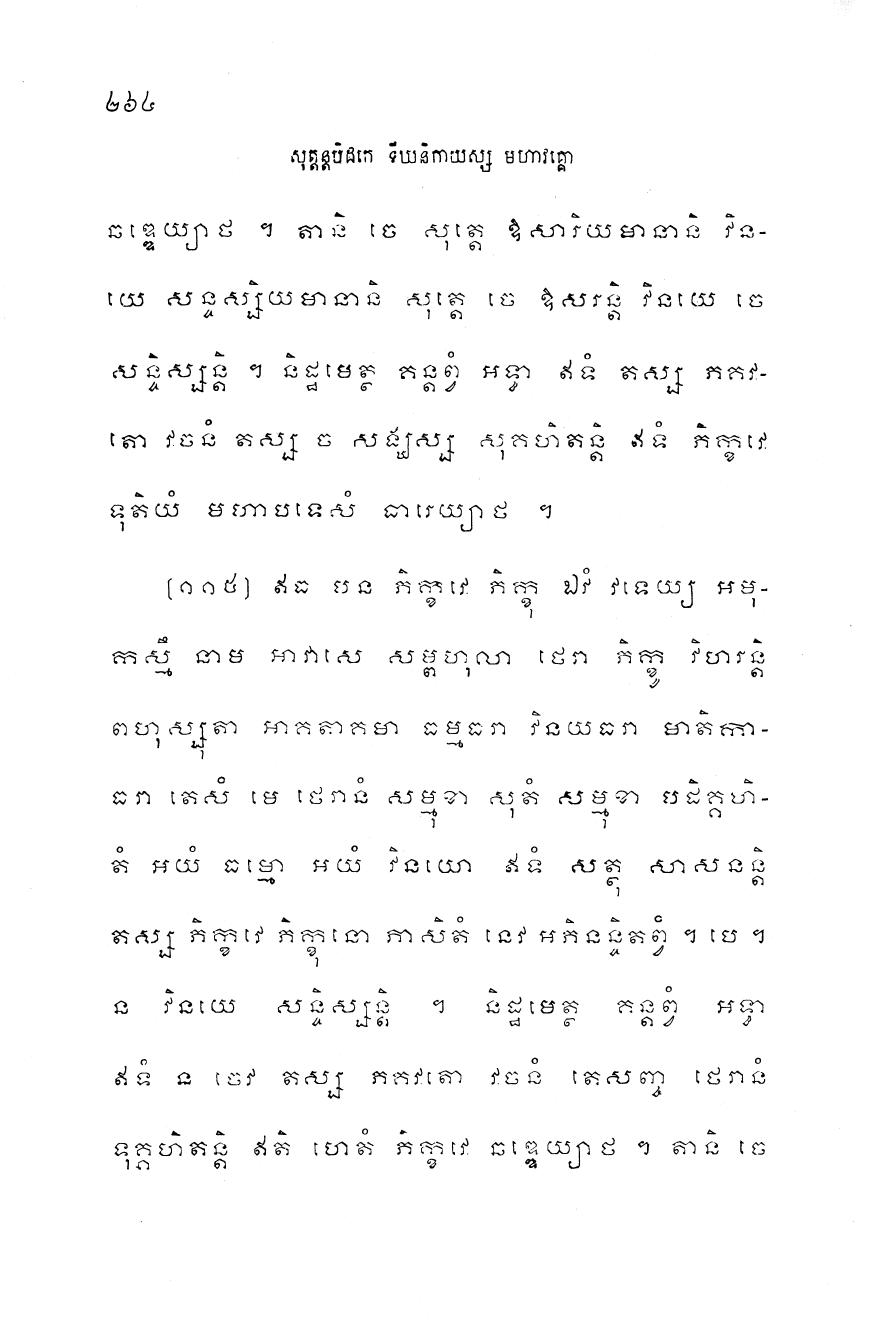 ២៦៤
សុត្តន្តបិដកេ ទីឃនិកាយស្ស មហាវគ្គោ
ឆឌ្ឌេយ្យាថ ។ តានិ ចេ សុត្តេ ឱសារិយមានានិ វិន-
យេ សន្ទស្សិយមានានិ សុត្តេ ចេ ឱសរន្តិ វិនយេ ច
សន្ទិស្សន្តិ ។ និដ្ឋមេត្ថ គន្តព្វំ អទ្ធា ឥទំ តស្ស ភគវ-
តោ វចនំ តស្ស ច សង្ឃស្ស សុគហិតន្តិ ឥទំ ភិក្ខវេ
ទុតិយំ មហាបទេសំ ធារេយ្យាថ ។
[១១៥] ឥធ បន ភិក្ខវេ ភិក្ខុ ឯវំ វទេយ្យ អមុ-
កស្មឹ នាម អាវាសេ សម្ពហុលា ថេរា ភិក្ខូ វិហរន្តិ
ពហុស្សុតា អាគតាគមា ធម្មធរា វិនយធរា មាតិកា-
ធរា តេសំ មេ ថេរានំ សម្មុខា សុតំ សម្មុខា បដិគ្គហិ-
តំ អយំ ធម្មោ អយំ វិនយោ ឥទំ សត្ថុ សាសនន្តិ
តស្ស ភិក្ខវេ ភិក្ខុនោ ភាសិតំ នេវ អភិនន្ទិតព្វំ ។ បេ ។
ន វិនយេ សន្ទិស្សន្តិ ។ និដ្ឋមេត្ថ គន្តព្វំ អទ្ធា
ឥទំ ន ចេវ តស្ស ភគវតោ វចនំ តេសញ្ច ថេរានំ
ទុគ្គហិតន្តិ ឥតិ ហេតំ ភិក្ខវេ ឆឌ្ឌេយ្យាថ ។ តានិ ចេ